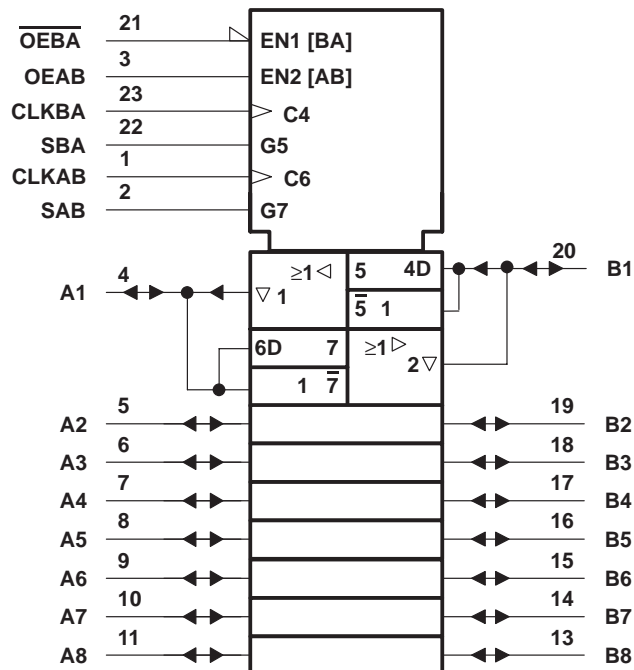 21
OEBA
EN1 [BA]
3
OEAB
EN2 [AB]
23
CLKBA
C4
22
SBA
G5
1
CLKAB
C6
2
SAB
G7
4
A1
≥1
▽ 1
5 4D
5̅ 1
20
B1
6D 7
1 7̅
≥1
2 ▽
5
A2
19
B2
6
A3
18
B3
7
A4
17
B4
8
A5
16
B5
9
A6
15
B6
10
A7
14
B7
11
A8
13
B8